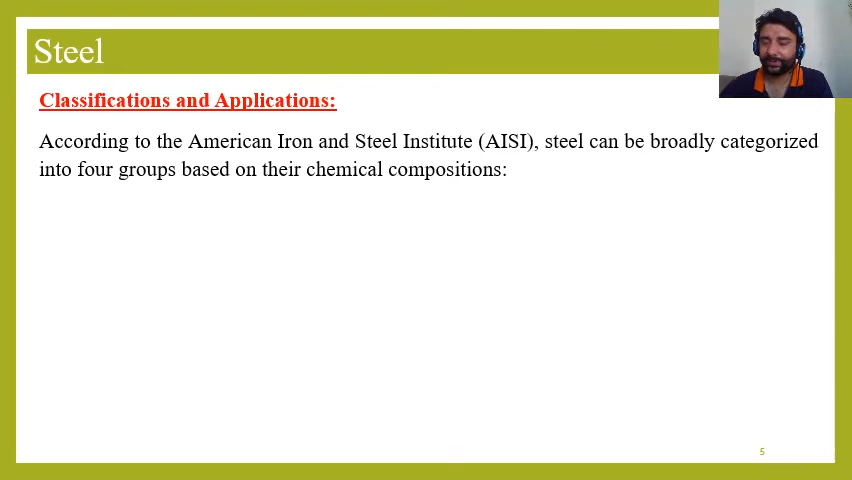 Steel
Classifications and Applications:
According to the American Iron and Steel Institute (AISI), steel can be broadly categorized
into four groups based on their chemical compositions:
5